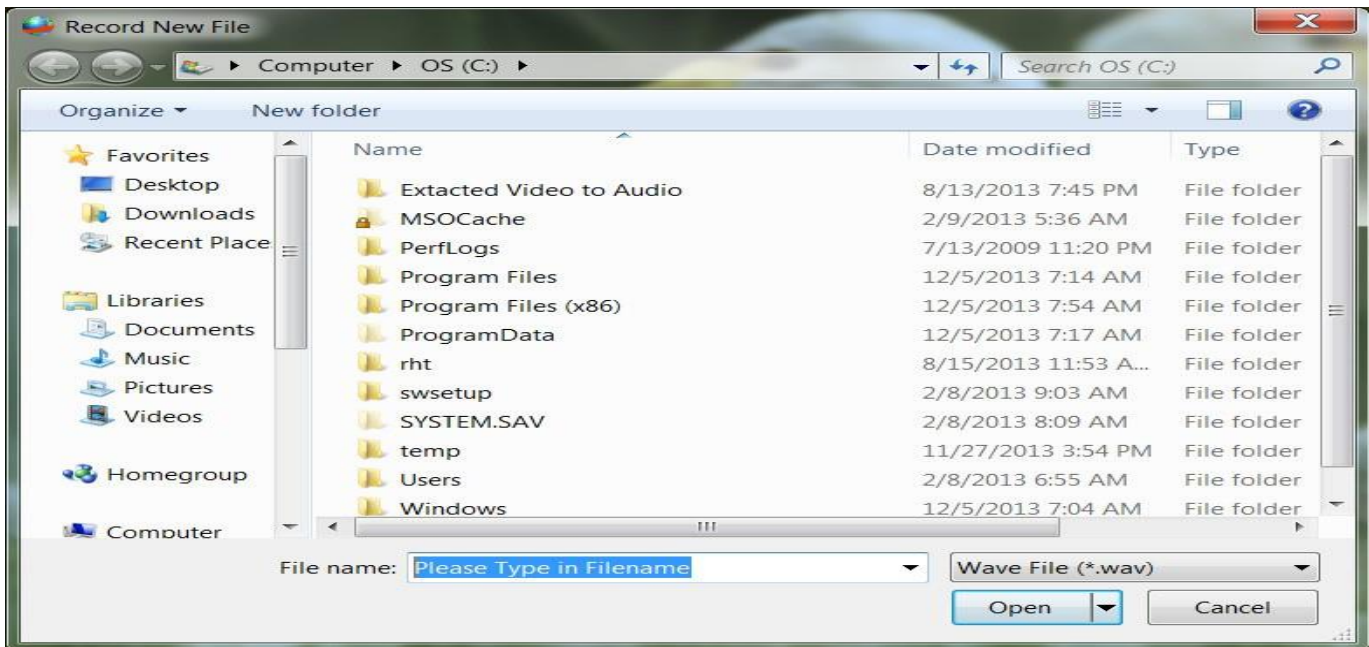 Record New File
Computer ▸ OS (C:) ▸ Search OS (C:)
Organize New folder
Favorites
Desktop
Downloads
Recent Place
Libraries
Documents
Music
Pictures
Videos
Homegroup
Computer
Name Date modified Type
Extacted Video to Audio 8/13/2013 7:45 PM File folder
MSOCache 2/9/2013 5:36 AM File folder
PerfLogs 7/13/2009 11:20 PM File folder
Program Files 12/5/2013 7:14 AM File folder
Program Files (x86) 12/5/2013 7:54 AM File folder
ProgramData 12/5/2013 7:17 AM File folder
rht 8/15/2013 11:53 A... File folder
swsetup 2/8/2013 9:03 AM File folder
SYSTEM.SAV 2/8/2013 8:09 AM File folder
temp 11/27/2013 3:54 PM File folder
Users 2/8/2013 6:55 AM File folder
Windows 12/5/2013 7:04 AM File folder
File name: Please Type in Filename Wave File (*.wav)
Open Cancel